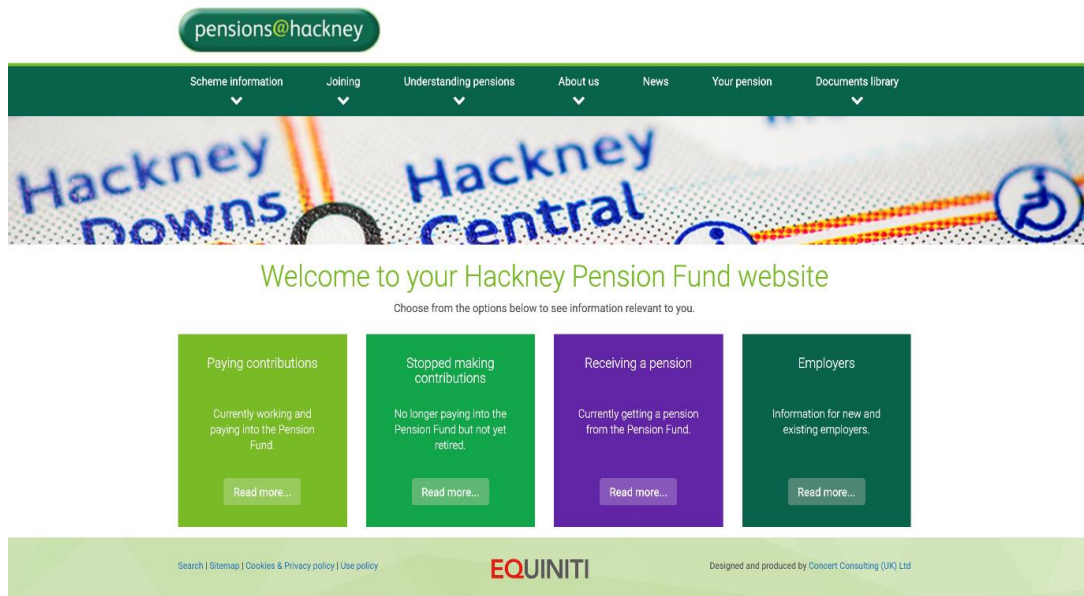 pensions@hackney
Scheme information Joining Understanding pensions About us News Your pension Documents library
Hackney Downs
Hackney Central
Welcome to your Hackney Pension Fund website
Choose from the options below to see information relevant to you.
Paying contributions
Currently working and
paying into the Pension
Fund.
Read more...
Stopped making
contributions
No longer paying into the
Pension Fund but not yet
retired.
Read more...
Receiving a pension
Currently getting a pension
from the Pension Fund.
Read more...
Employers
Information for new and
existing employers.
Read more...
Search | Sitemap | Cookies & Privacy policy | Use policy
EQUINITI
Designed and produced by Concert Consulting (UK) Ltd